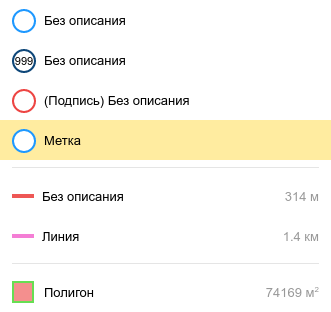 Без описания
999 Без описания
(Подпись) Без описания
Метка
Без описания 314 м
Линия 1.4 км
Полигон 74169 м²